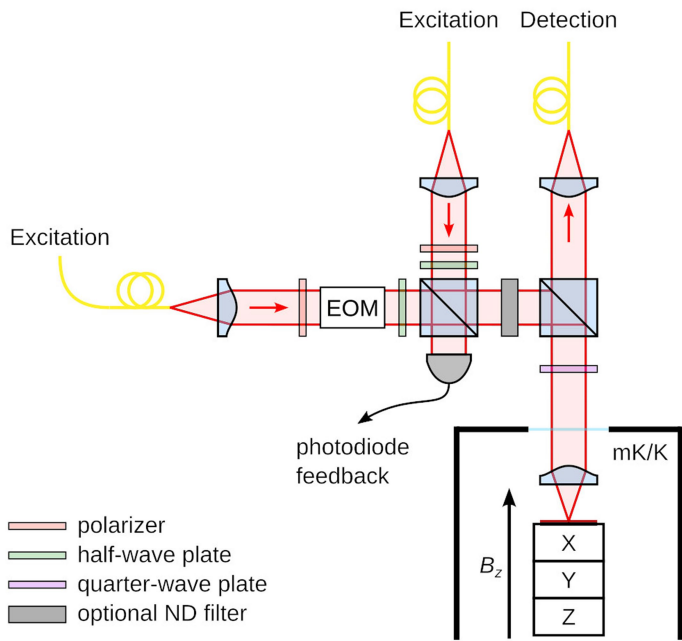 Excitation
Detection
Excitation
EOM
photodiode
feedback
mK/K
B_z
X
Y
Z
polarizer
half-wave plate
quarter-wave plate
optional ND filter